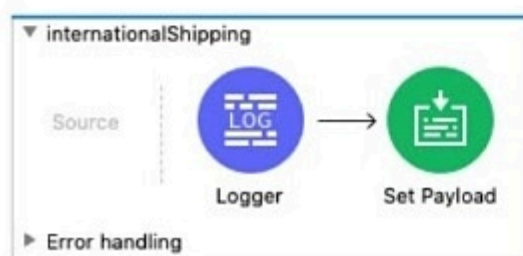 internationalShipping
Source
LOG
Logger
Set Payload
Error handling